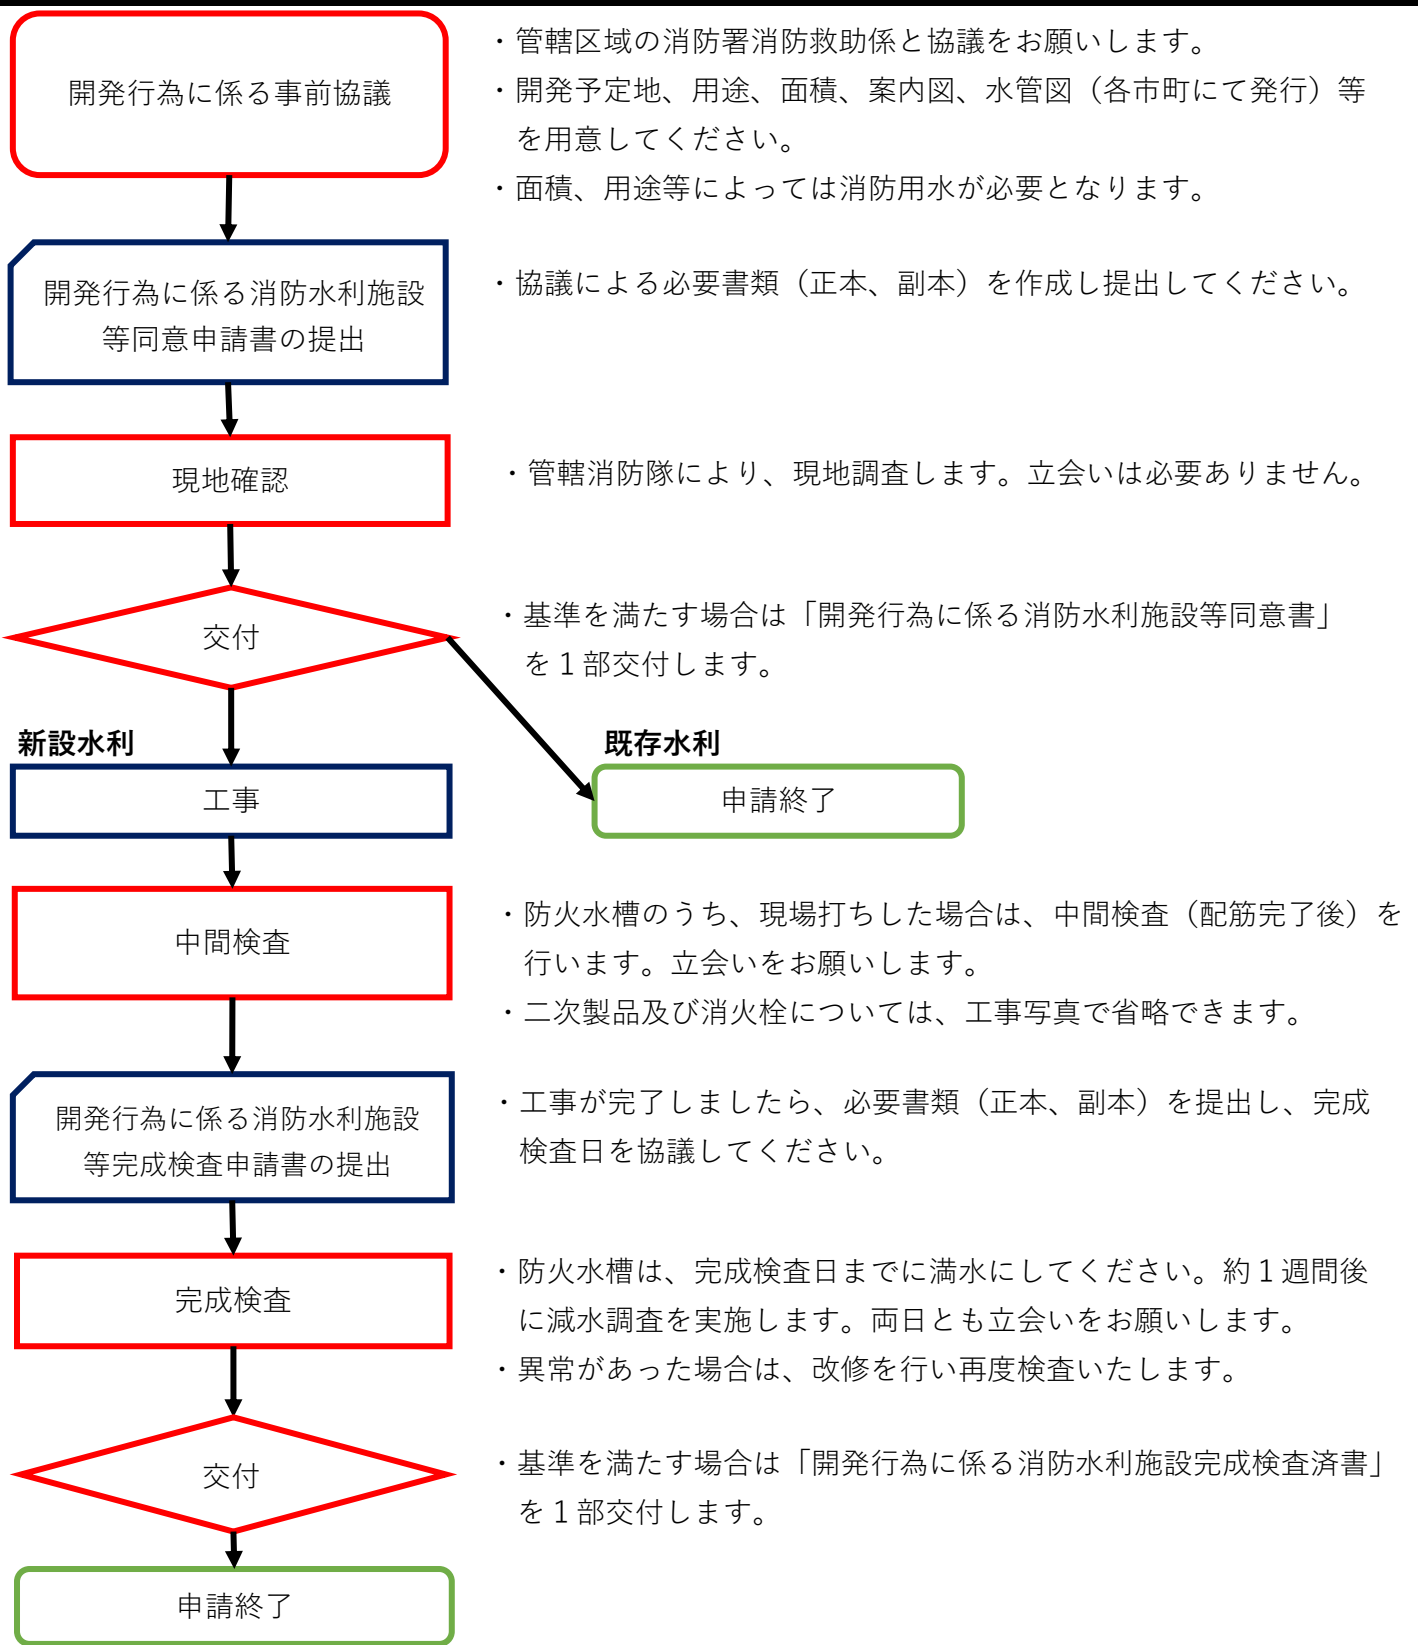 開発行為に係る事前協議
・管轄区域の消防署消防救助係と協議をお願いします。
・開発予定地、用途、面積、案内図、水管図（各市町にて発行）等
を用意してください。
・面積、用途等によっては消防用水が必要となります。
開発行為に係る消防水利施設
等同意申請書の提出
・協議による必要書類（正本、副本）を作成し提出してください。
現地確認
・管轄消防隊により、現地調査します。立会いは必要ありません。
交付
・基準を満たす場合は「開発行為に係る消防水利施設等同意書」
を１部交付します。
新設水利
既存水利
工事
申請終了
中間検査
・防火水槽のうち、現場打ちした場合は、中間検査（配筋完了後）を
行います。立会いをお願いします。
・二次製品及び消火栓については、工事写真で省略できます。
開発行為に係る消防水利施設
等完成検査申請書の提出
・工事が完了しましたら、必要書類（正本、副本）を提出し、完成
検査日を協議してください。
完成検査
・防火水槽は、完成検査日までに満水にしてください。約１週間後
に減水調査を実施します。両日とも立会いをお願いします。
・異常があった場合は、改修を行い再度検査いたします。
交付
・基準を満たす場合は「開発行為に係る消防水利施設完成検査済書」
を１部交付します。
申請終了